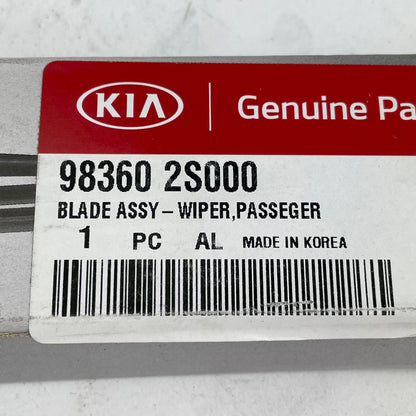 KIA
Genuine Pa
98360 2S000
BLADE ASSY-WIPER,PASSEGER
1 PC AL MADE IN KOREA